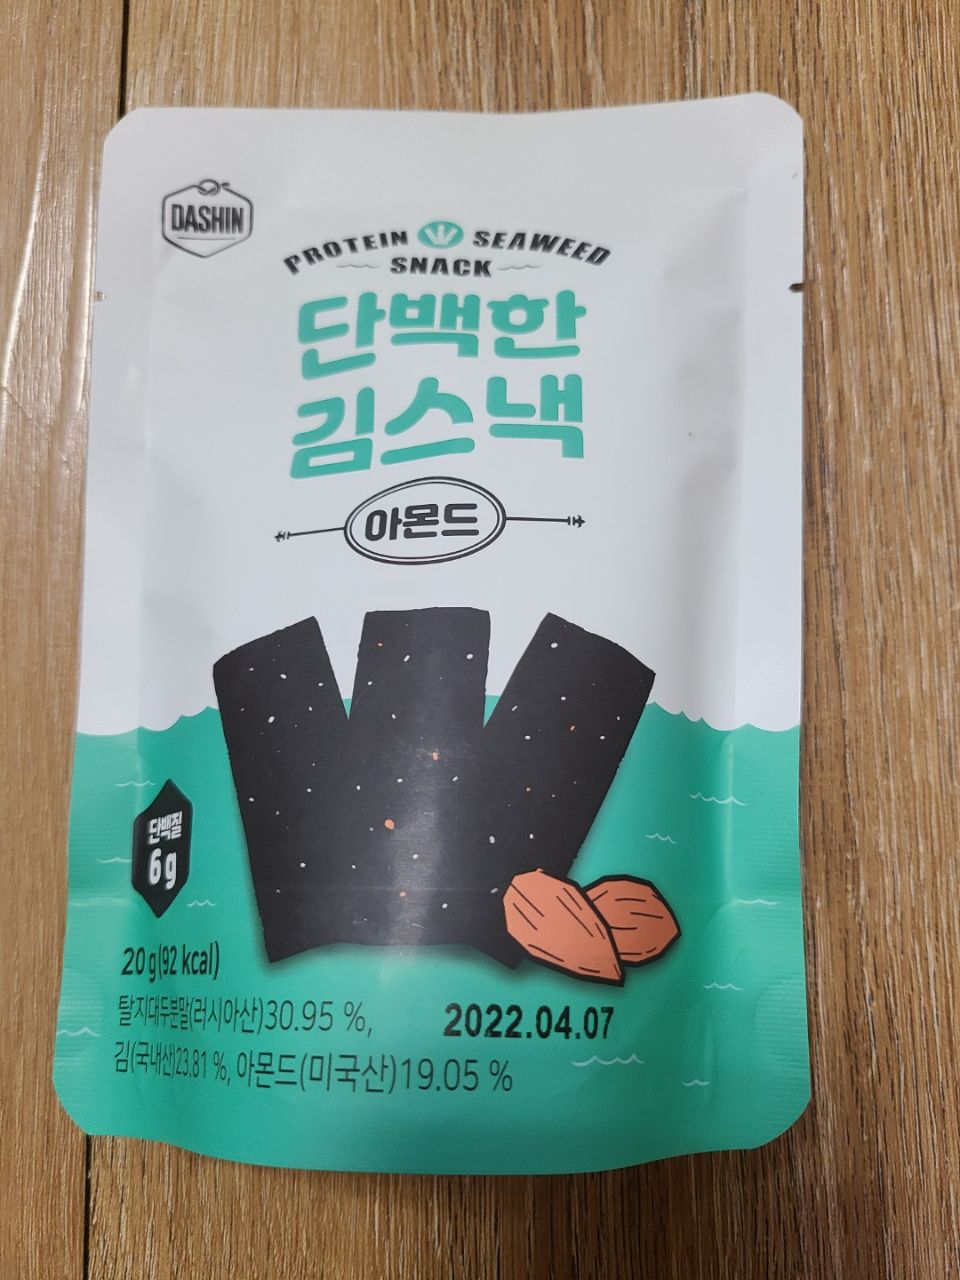 DASHIN
PROTEIN SEAWEED
SNACK
단백한
김스낵
아몬드
단백질
6g
20g(92 kcal)
탈지대두분말(러시아산)30.95 %,
2022.04.07
김(국내산)23.81 %, 아몬드(미국산)19.05 %